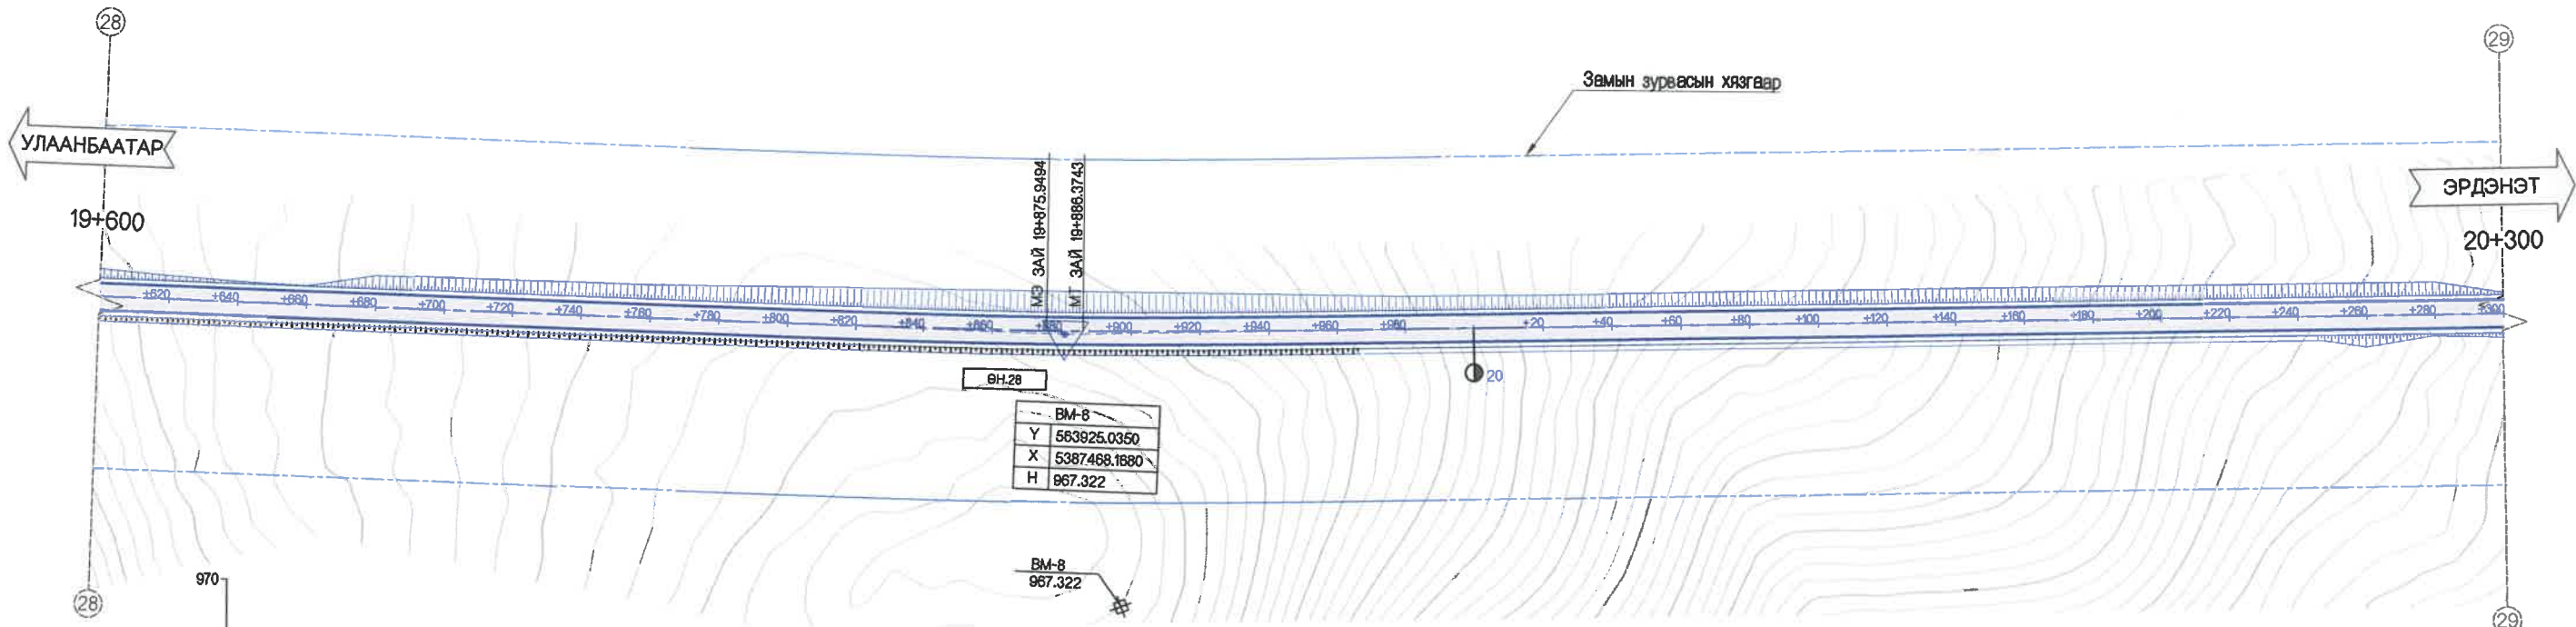 28
29
Замын зурвасын хязгаар
УЛААНБААТАР
ЭРДЭНЭТ
19+600
20+300
МЭ ЗАЙ 19+875.9494
МТ ЗАЙ 19+886.3743
+620 +640 +660 +680 +700 +720 +740 +760 +780 +800 +820 +840 +860 +880 +900 +920 +940 +960 +980 +20 +40 +60 +80 +100 +120 +140 +160 +180 +200 +220 +240 +260 +280 +300
ӨН.28
20
BM-8
Y 563925.0350
X 5387468.1680
H 967.322
BM-8
967.322
970
28
29